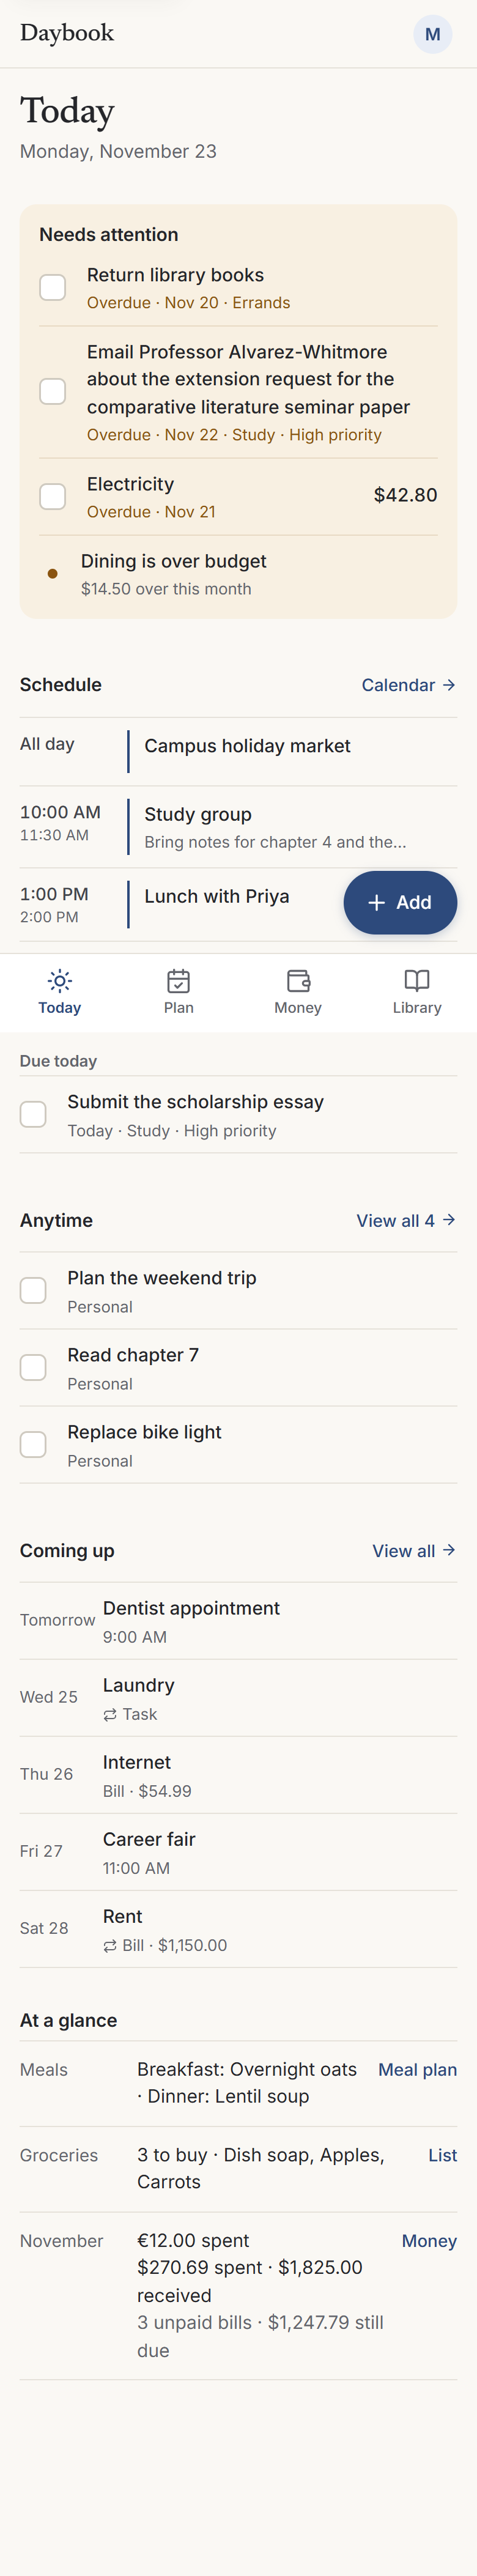 Daybook
M
Today
Monday, November 23
Needs attention
Return library books
Overdue · Nov 20 · Errands
Email Professor Alvarez-Whitmore
about the extension request for the
comparative literature seminar paper
Overdue · Nov 22 · Study · High priority
Electricity
$42.80
Overdue · Nov 21
Dining is over budget
$14.50 over this month
Schedule
Calendar →
All day
Campus holiday market
10:00 AM
Study group
11:30 AM
Bring notes for chapter 4 and the...
1:00 PM
Lunch with Priya
2:00 PM
+ Add
Today
Plan
Money
Library
Due today
Submit the scholarship essay
Today · Study · High priority
Anytime
View all 4 →
Plan the weekend trip
Personal
Read chapter 7
Personal
Replace bike light
Personal
Coming up
View all →
Tomorrow
Dentist appointment
9:00 AM
Wed 25
Laundry
Task
Thu 26
Internet
Bill · $54.99
Fri 27
Career fair
11:00 AM
Sat 28
Rent
Bill · $1,150.00
At a glance
Meals
Breakfast: Overnight oats
· Dinner: Lentil soup
Meal plan
Groceries
3 to buy · Dish soap, Apples,
Carrots
List
November
€12.00 spent
$270.69 spent · $1,825.00
received
3 unpaid bills · $1,247.79 still
due
Money